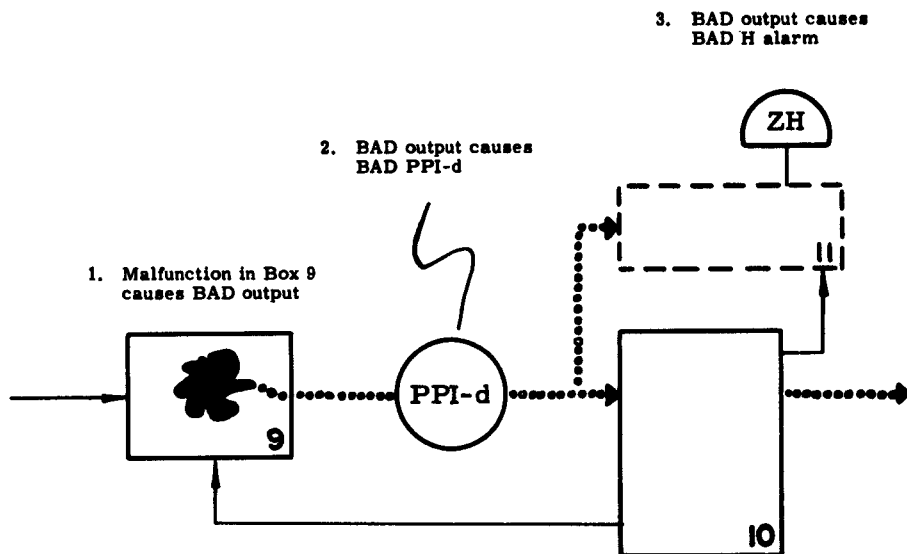 3. BAD output causes
BAD H alarm
ZH
2. BAD output causes
BAD PPI-d
11
1. Malfunction in Box 9
causes BAD output
PPI-d
9
10